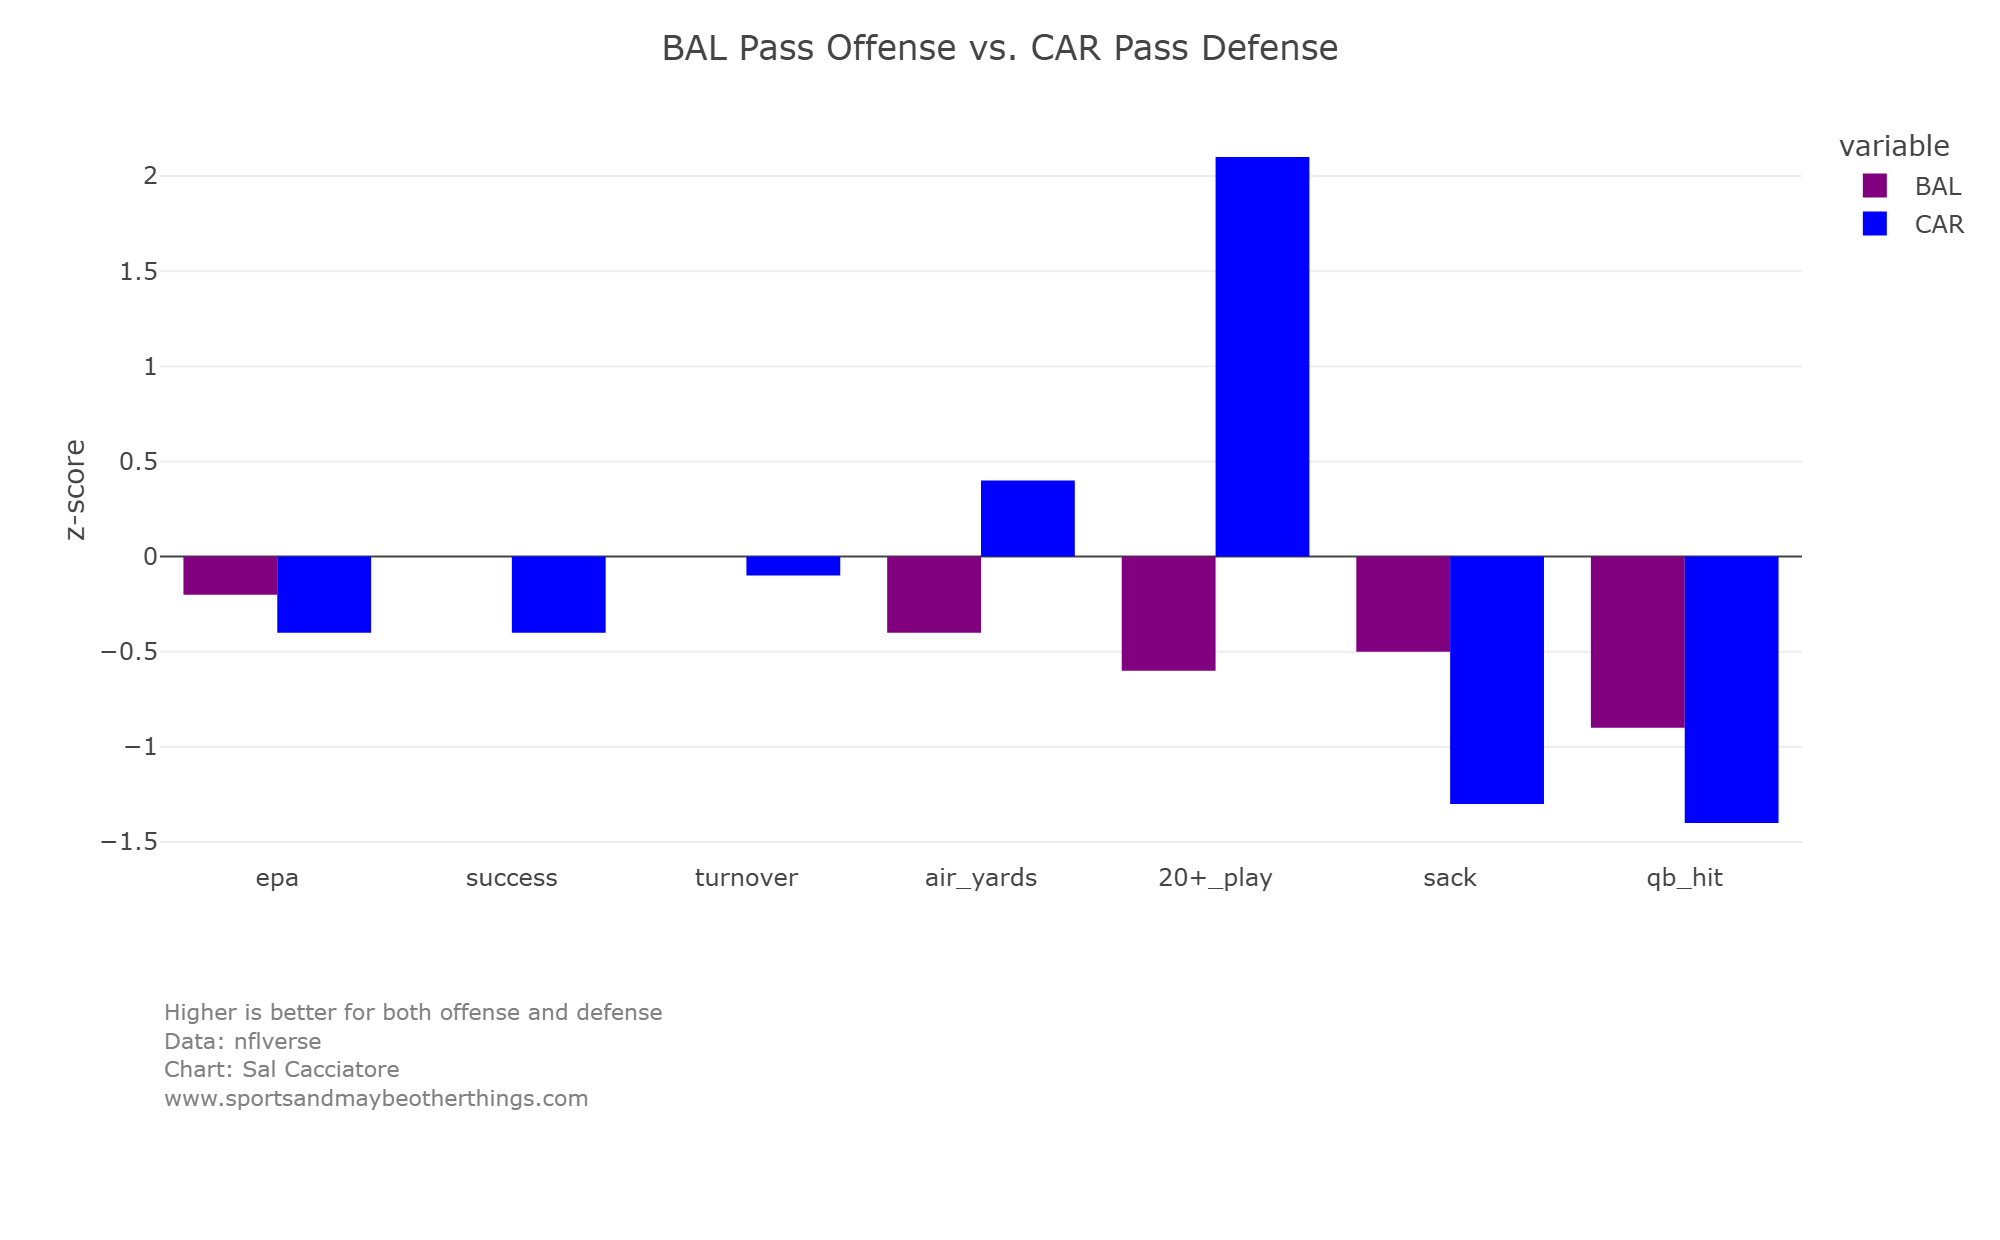 BAL Pass Offense vs. CAR Pass Defense
variable
BAL
CAR
z-score
2
1.5
1
0.5
0
−0.5
−1
−1.5
epa
success
turnover
air_yards
20+_play
sack
qb_hit
Higher is better for both offense and defense
Data: nflverse
Chart: Sal Cacciatore
www.sportsandmaybeotherthings.com